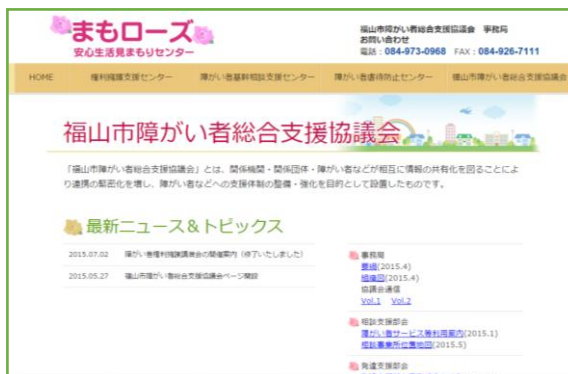 まもローズ
安心生活見まもりセンター
福山市障がい者総合支援協議会 事務局
お問い合わせ
電話：084-973-0968 FAX：084-926-7111
HOME 権利擁護支援センター 障がい者基幹相談支援センター 障がい者虐待防止センター 福山市障がい者総合支援協議会
福山市障がい者総合支援協議会
「福山市障がい者総合支援協議会」とは、関係機関・関係団体・障がい者などが相互に情報の共有化を図ることによ
り連携の緊密化を増し、障がい者などへの支援体制の整備・強化を目的として設置したものです。
最新ニュース＆トピックス
2015.07.02 障がい者権利擁護講演会の開催案内（修了いたしました）
2015.05.27 福山市障がい者総合支援協議会ページ開設
事務局
要綱(2015.4)
組織図(2015.4)
協議会通信
Vol.1 Vol.2
相談支援部会
障がい者サービス等利用案内(2015.1)
相談事業所位置地図(2015.5)
発達支援部会